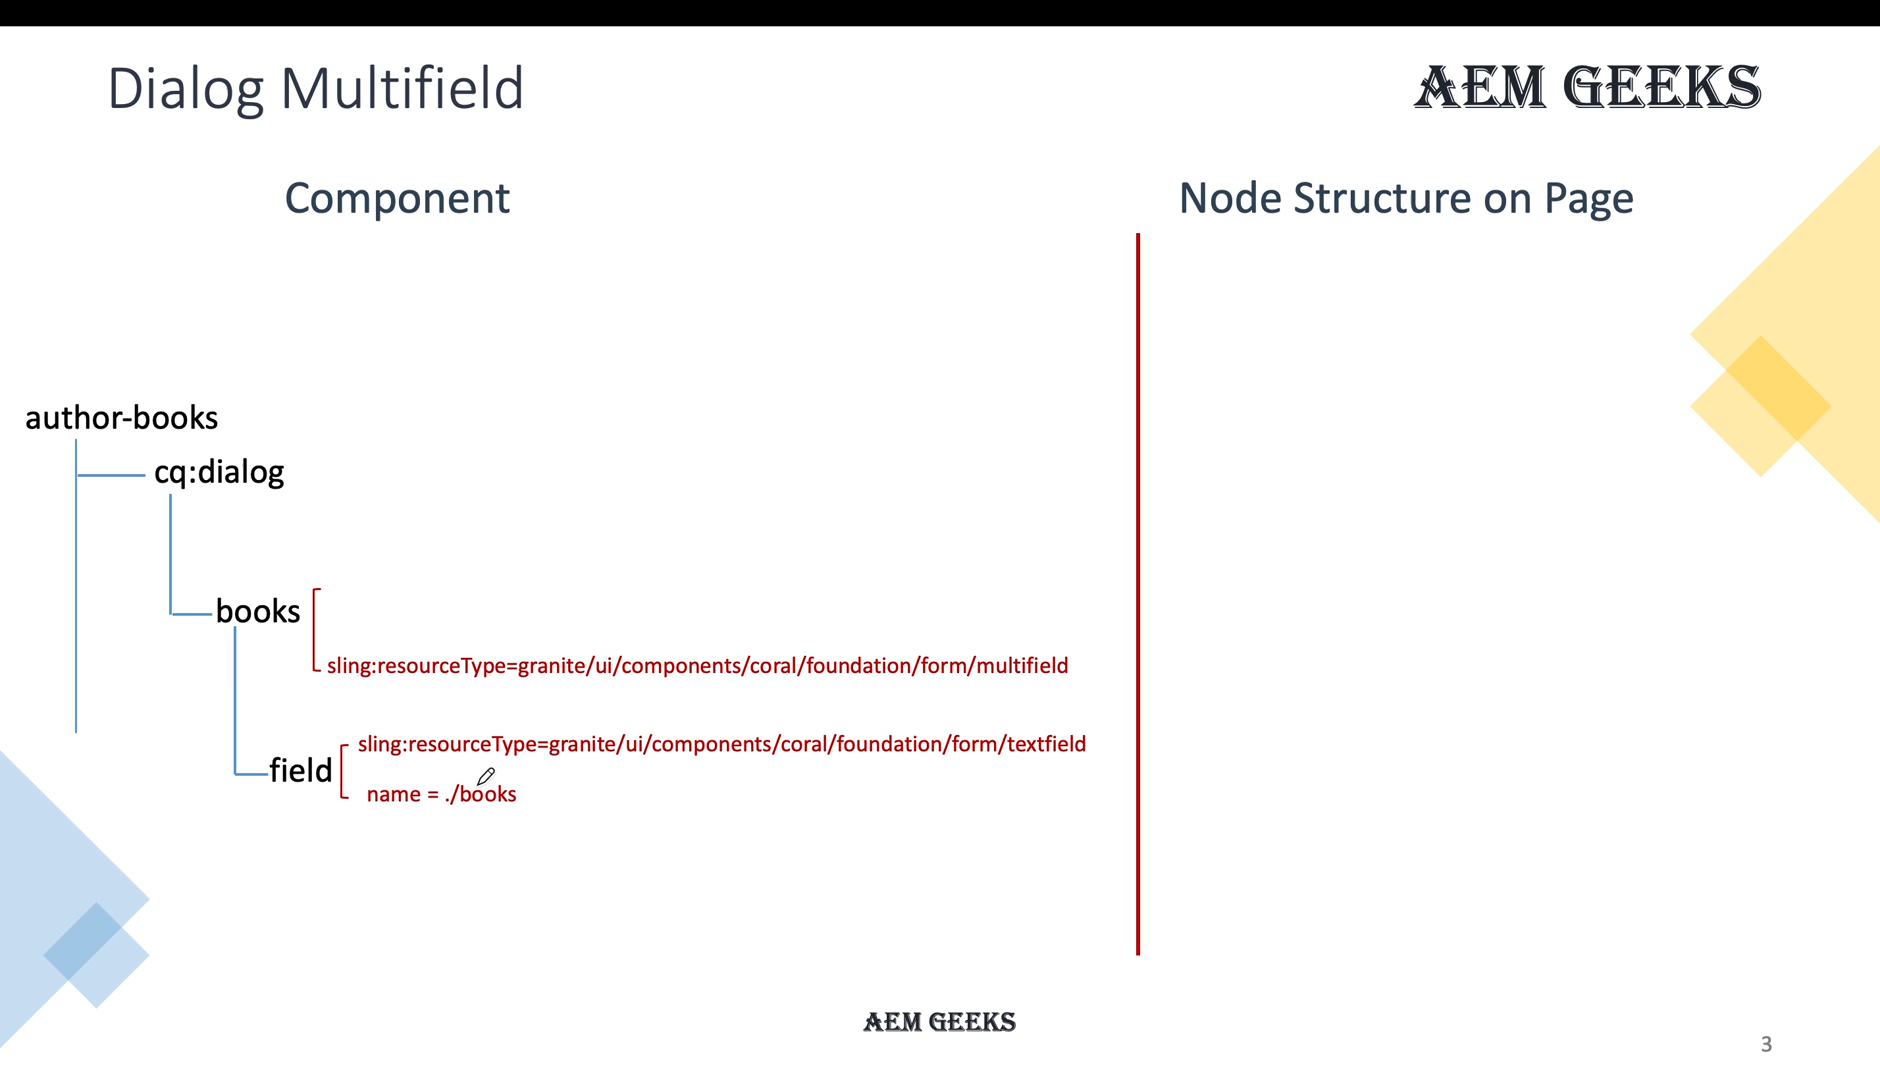 Dialog Multifield
AEM GEEKS
Component
Node Structure on Page
author-books
cq:dialog
books
sling:resourceType=granite/ui/components/coral/foundation/form/multifield
sling:resourceType=granite/ui/components/coral/foundation/form/textfield
field
name = ./books
AEM GEEKS
3